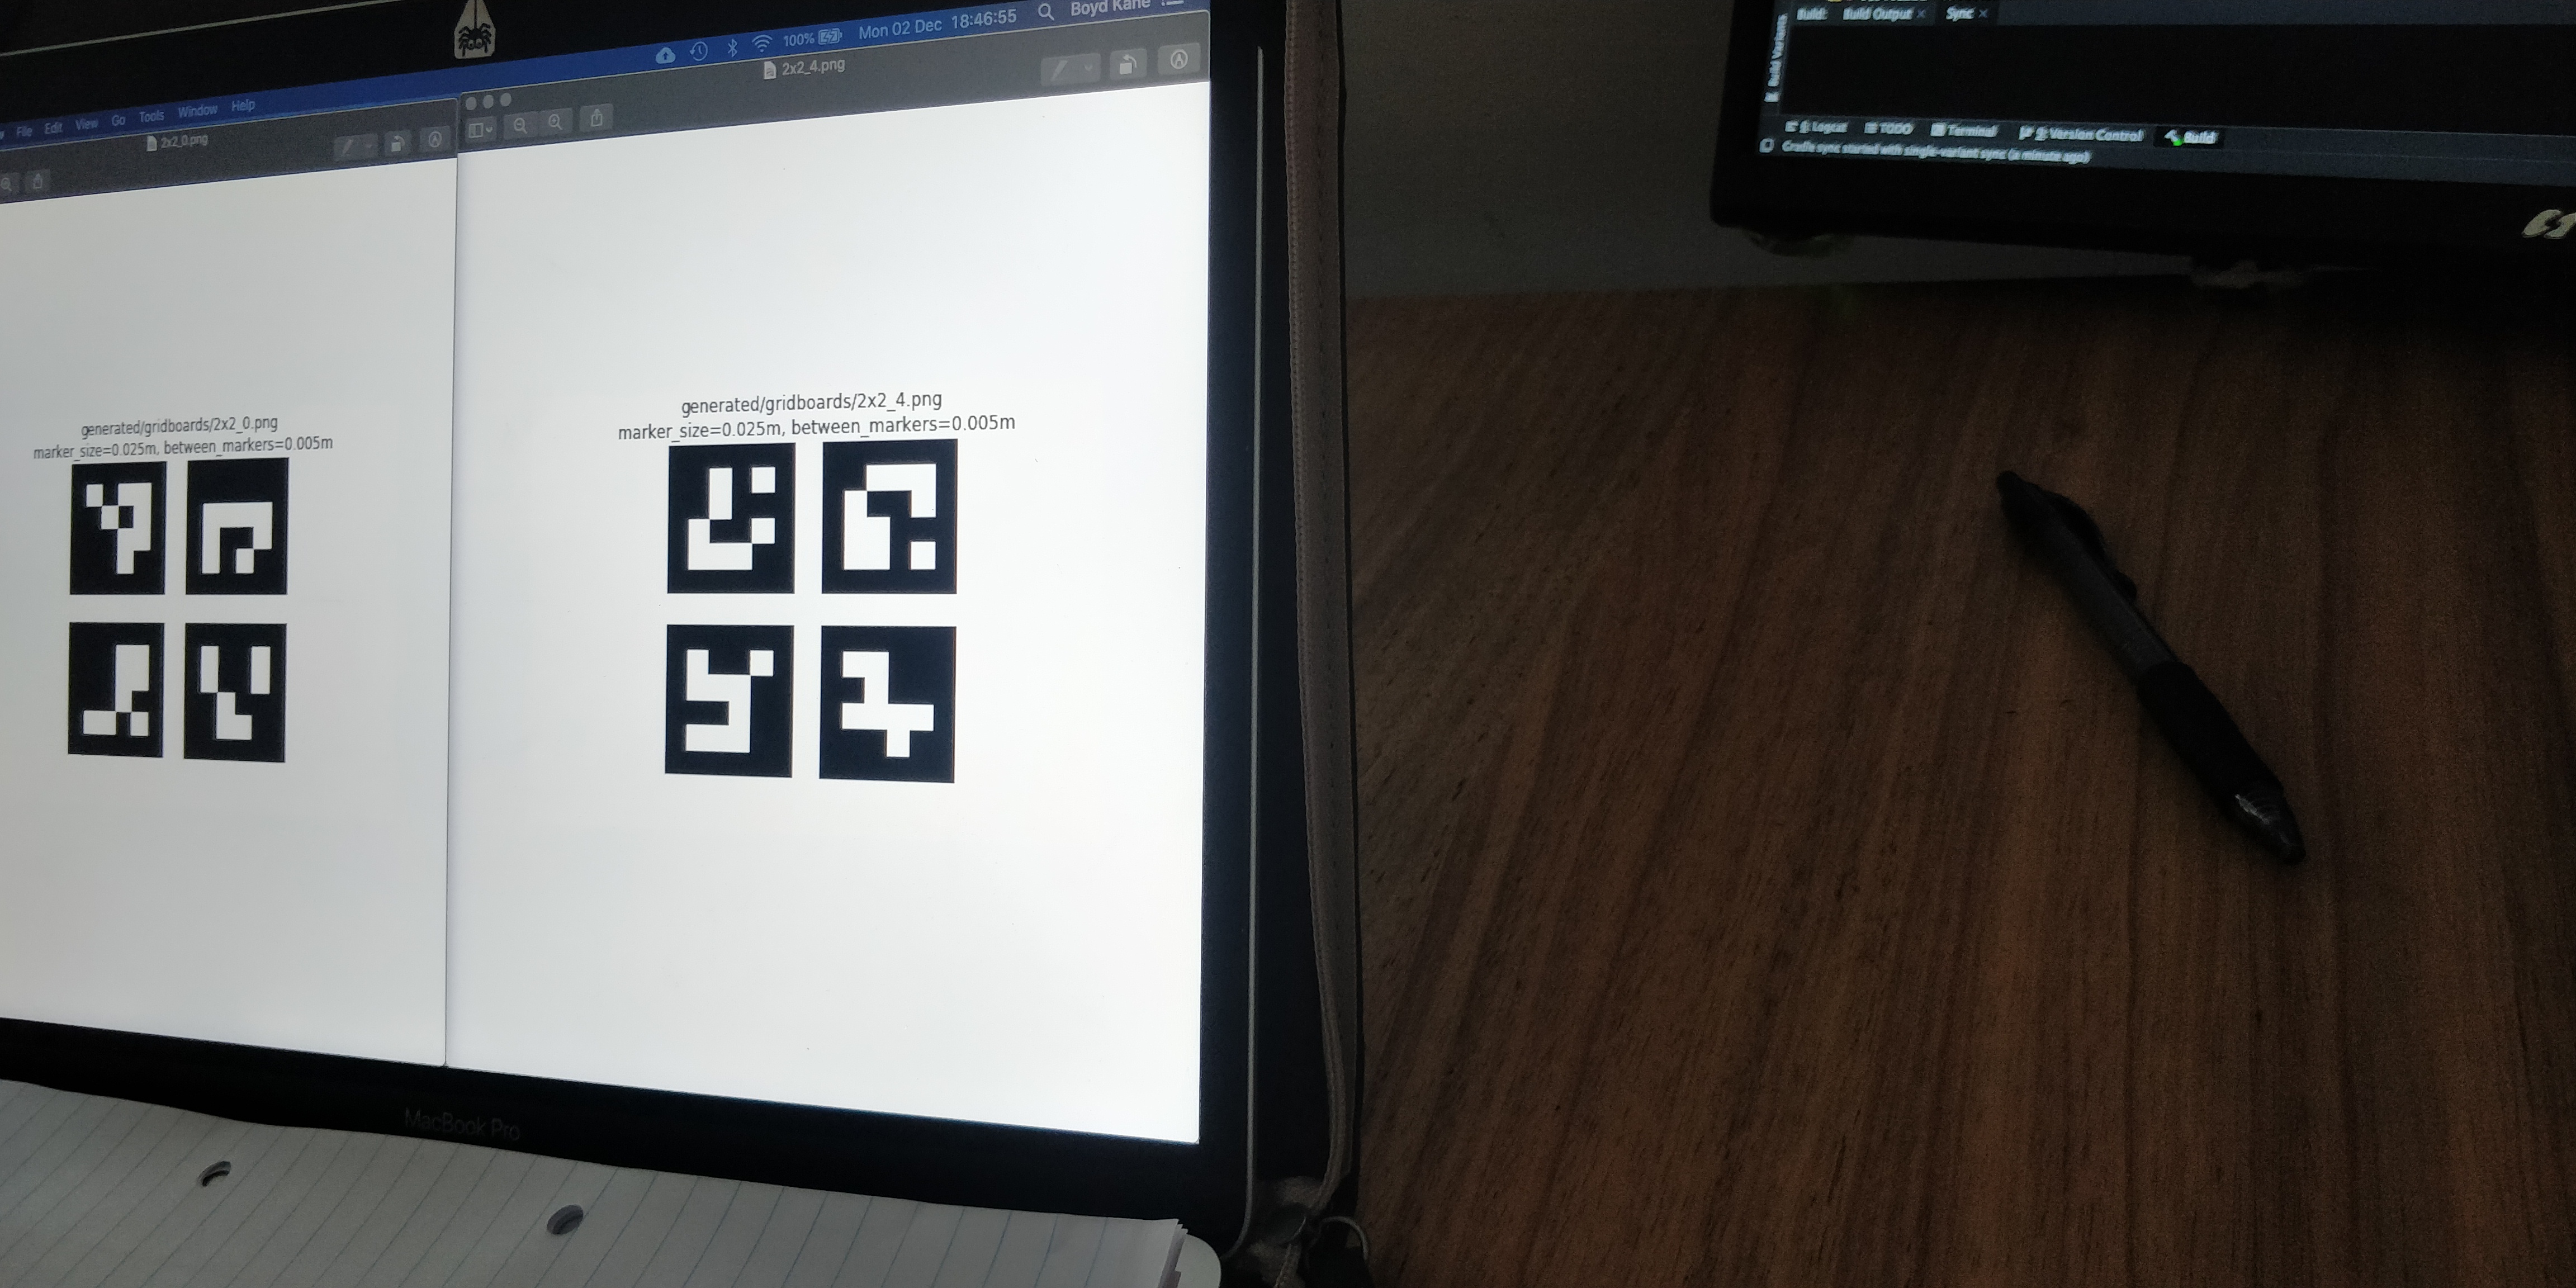 Mon 02 Dec 18:46:55
Boyd Kane
100%
File Edit View Go Tools Window Help
2x2_0.png
2x2_4.png
generated/gridboards/2x2_0.png
marker_size=0.025m, between_markers=0.005m
generated/gridboards/2x2_4.png
marker_size=0.025m, between_markers=0.005m
MacBook Pro
Build: Build Output × Sync ×
Build Variants
6: Logcat TODO Terminal 9: Version Control Build
Gradle sync started with single-variant sync (a minute ago)